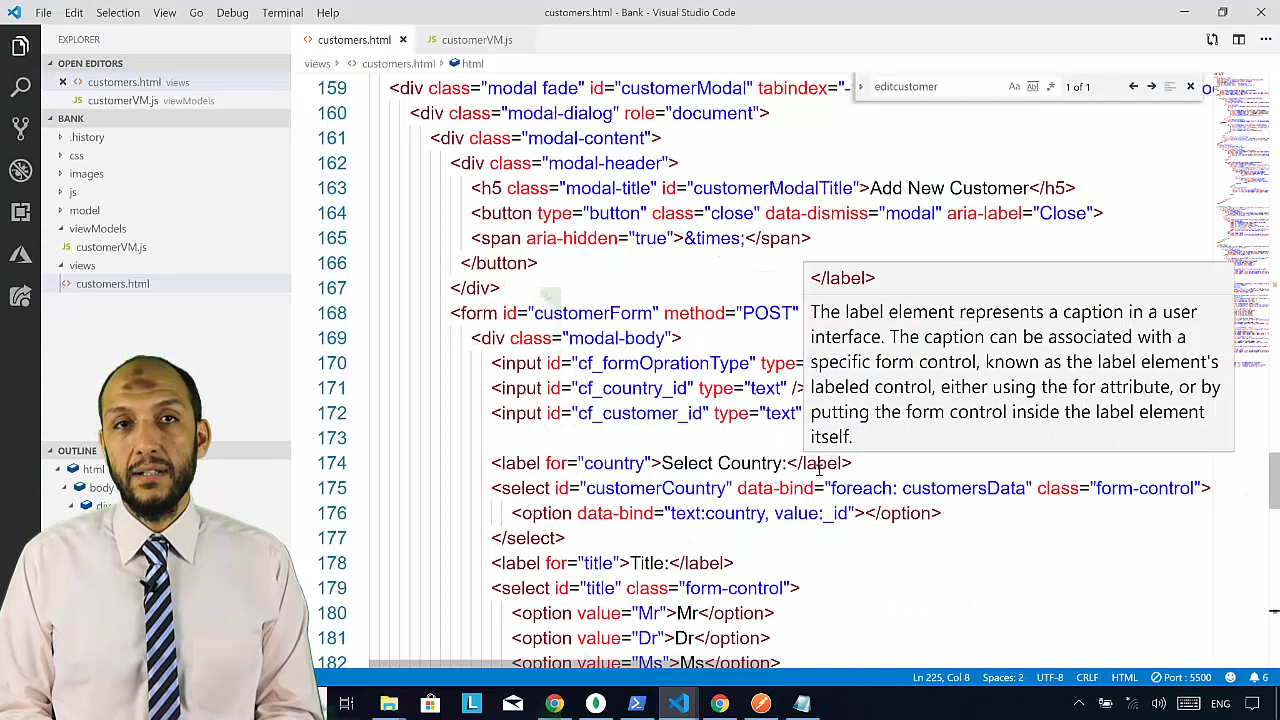 File Edit Selection View Go Debug Terminal Help
customers.html - Bank - Visual Studio Code
EXPLORER
customers.html
customerVM.js
OPEN EDITORS
views
customers.html
html
customers.html views
customerVM.js viewModels
editcustomer
Aa
Abl
1 of 1
BANK
.history
css
images
js
model
viewModels
customerVM.js
views
customers.html
OUTLINE
html
body
159 <div class="modal fade" id="customerModal" tabindex="-
160 <div class="modal-dialog" role="document">
161 <div class="modal-content">
162 <div class="modal-header">
163 <h5 class="modal-title" id="customerModalTitle">Add New Customer</h5>
164 <button type="button" class="close" data-dismiss="modal" aria-label="Close">
165 <span aria-hidden="true">&times;</span>
166 </button>
167 </div>
168 <form id="customerForm" method="POST"
169 <div class="modal-body">
170 <input id="cf_formOprationType" type=
171 <input id="cf_country_id" type="text" />
172 <input id="cf_customer_id" type="text"
173
174 <label for="country">Select Country:</label>
175 <select id="customerCountry" data-bind="foreach: customersData" class="form-control">
176 <option data-bind="text:country, value:_id"></option>
177 </select>
178 <label for="title">Title:</label>
179 <select id="title" class="form-control">
180 <option value="Mr">Mr</option>
181 <option value="Dr">Dr</option>
182 <option value="Ms">Ms</option>
</label>
The label element represents a caption in a user
interface. The caption can be associated with a
specific form control, known as the label element's
labeled control, either using the for attribute, or by
putting the form control inside the label element
itself.
Ln 225, Col 8 Spaces: 2 UTF-8 CRLF HTML Port : 5500 6
L
ENG